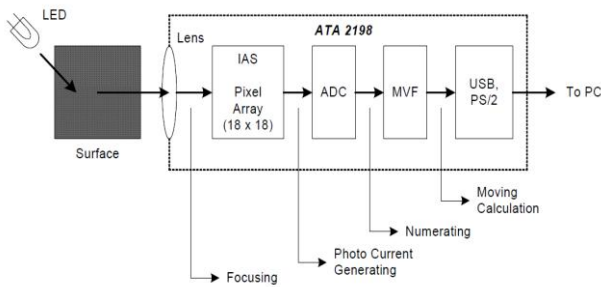 LED
Surface
Lens
ATA 2198
IAS
Pixel
Array
(18 x 18)
ADC
MVF
USB,
PS/2
To PC
Moving
Calculation
Numerating
Photo Current
Generating
Focusing